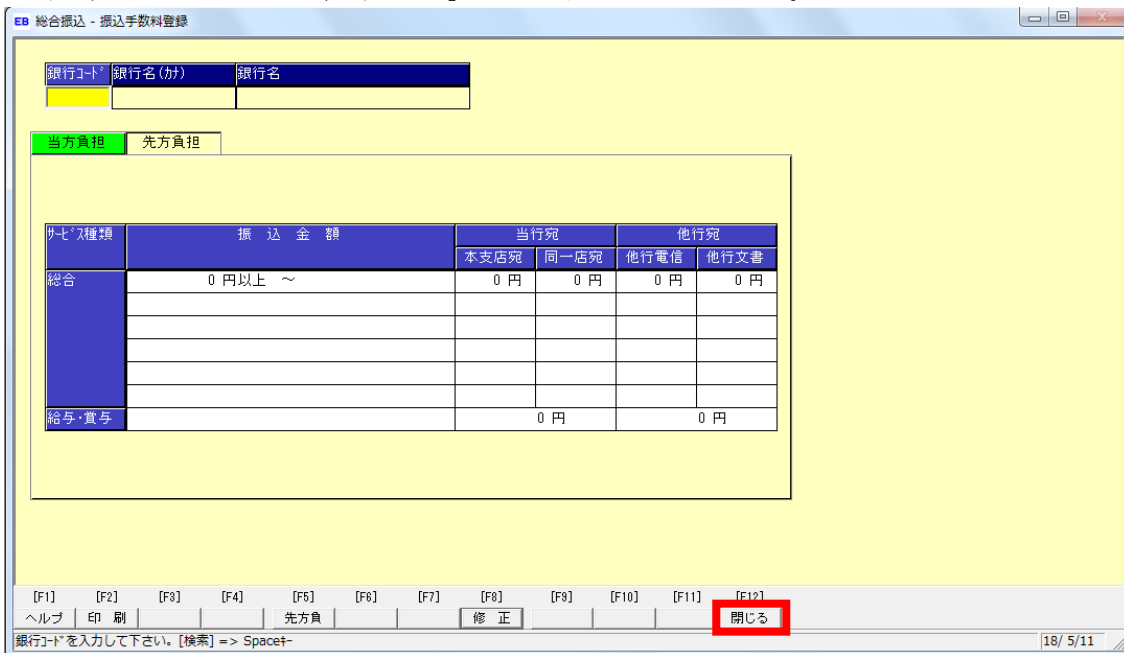 EB 総合振込 - 振込手数料登録
銀行ｺｰﾄﾞ 銀行名(ｶﾅ) 銀行名
当方負担 先方負担
ｻｰﾋﾞｽ種類 振 込 金 額 当行宛 他行宛
本支店宛 同一店宛 他行電信 他行文書
総合 0 円以上 ～ 0 円 0 円 0 円 0 円
給与・賞与 0 円 0 円
[F1] [F2] [F3] [F4] [F5] [F6] [F7] [F8] [F9] [F10] [F11] [F12]
ヘルプ 印 刷 先方負 修 正 閉じる
銀行ｺｰﾄﾞを入力して下さい。[検索] => Spaceｷｰ 18/ 5/11